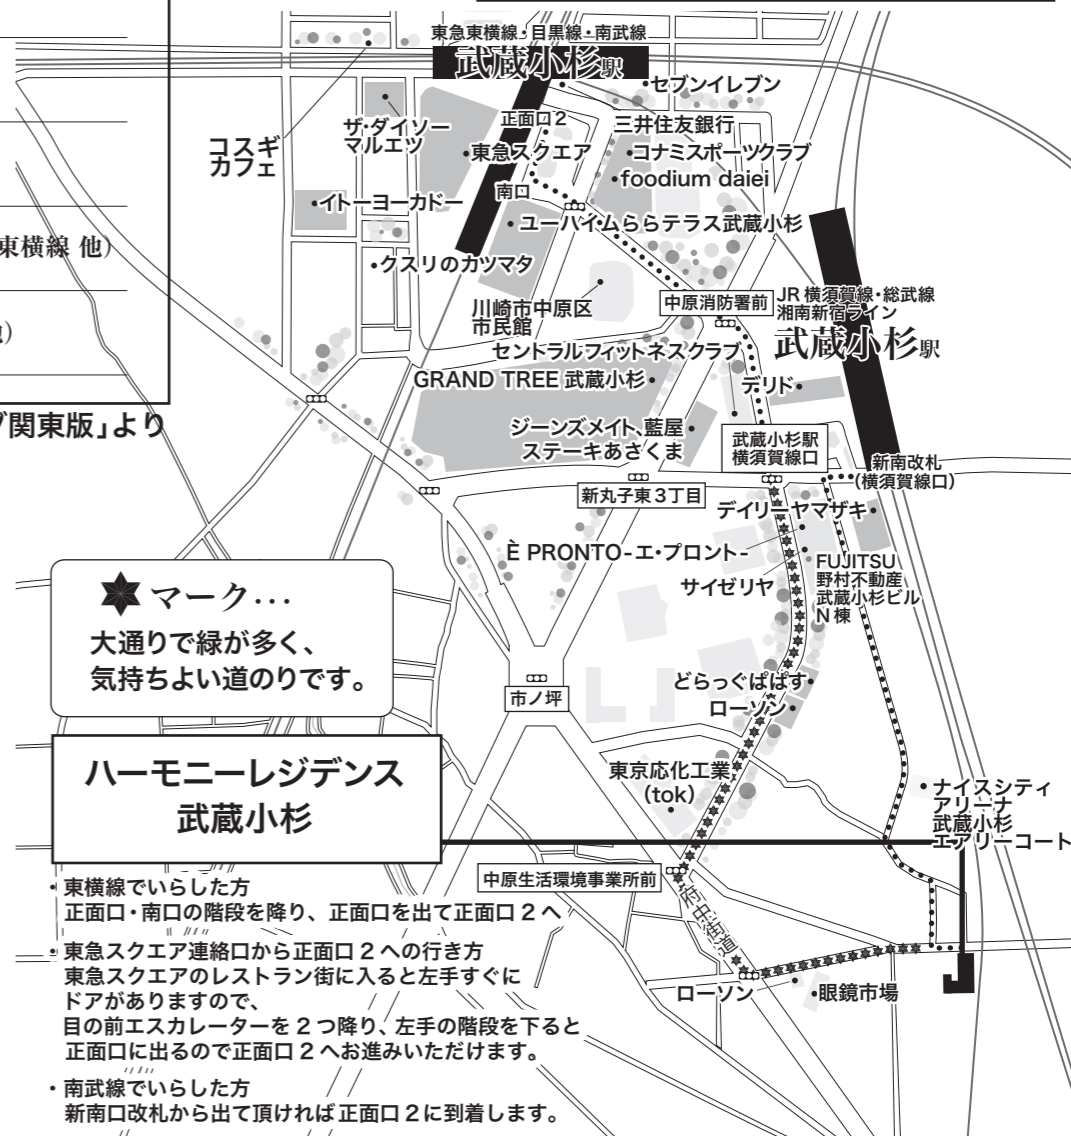 東急東横線・目黒線・南武線
武蔵小杉駅
セブンイレブン
正面口2
三井住友銀行
ザ・ダイソー
マルエツ
コスギ
カフェ
東急スクエア
コナミスポーツクラブ
foodium daiei
南口
イトーヨーカドー
ユーハイムららテラス武蔵小杉
東横線 他)
クスリのカツマタ
川崎市中原区
市民館
中原消防署前
JR 横須賀線・総武線
湘南新宿ライン
武蔵小杉駅
セントラルフィットネスクラブ
GRAND TREE 武蔵小杉
デリド
ジーンズメイト、藍屋
ステーキあさくま
武蔵小杉駅
横須賀線口
ブ関東版」より
新南改札
(横須賀線口)
新丸子東3丁目
デイリーヤマザキ
È PRONTO-エ・プロント-
サイゼリヤ
FUJITSU
野村不動産
武蔵小杉ビル
N 棟
マーク…
大通りで緑が多く、
気持ちよい道のりです。
どらっぐぱぱす
ローソン
市ノ坪
ハーモニーレジデンス
武蔵小杉
東京応化工業
(tok)
ナイスシティ
アリーナ
武蔵小杉
エアリーコート
中原生活環境事業所前
府中街道
ローソン
眼鏡市場
・東横線でいらした方
正面口・南口の階段を降り、正面口を出て正面口 2 へ
・東急スクエア連絡口から正面口 2 への行き方
東急スクエアのレストラン街に入ると左手すぐに
ドアがありますので、
目の前エスカレーターを 2 つ降り、左手の階段を下ると
正面口に出るので正面口 2 へお進みいただけます。
・南武線でいらした方
新南口改札から出て頂ければ正面口 2 に到着します。